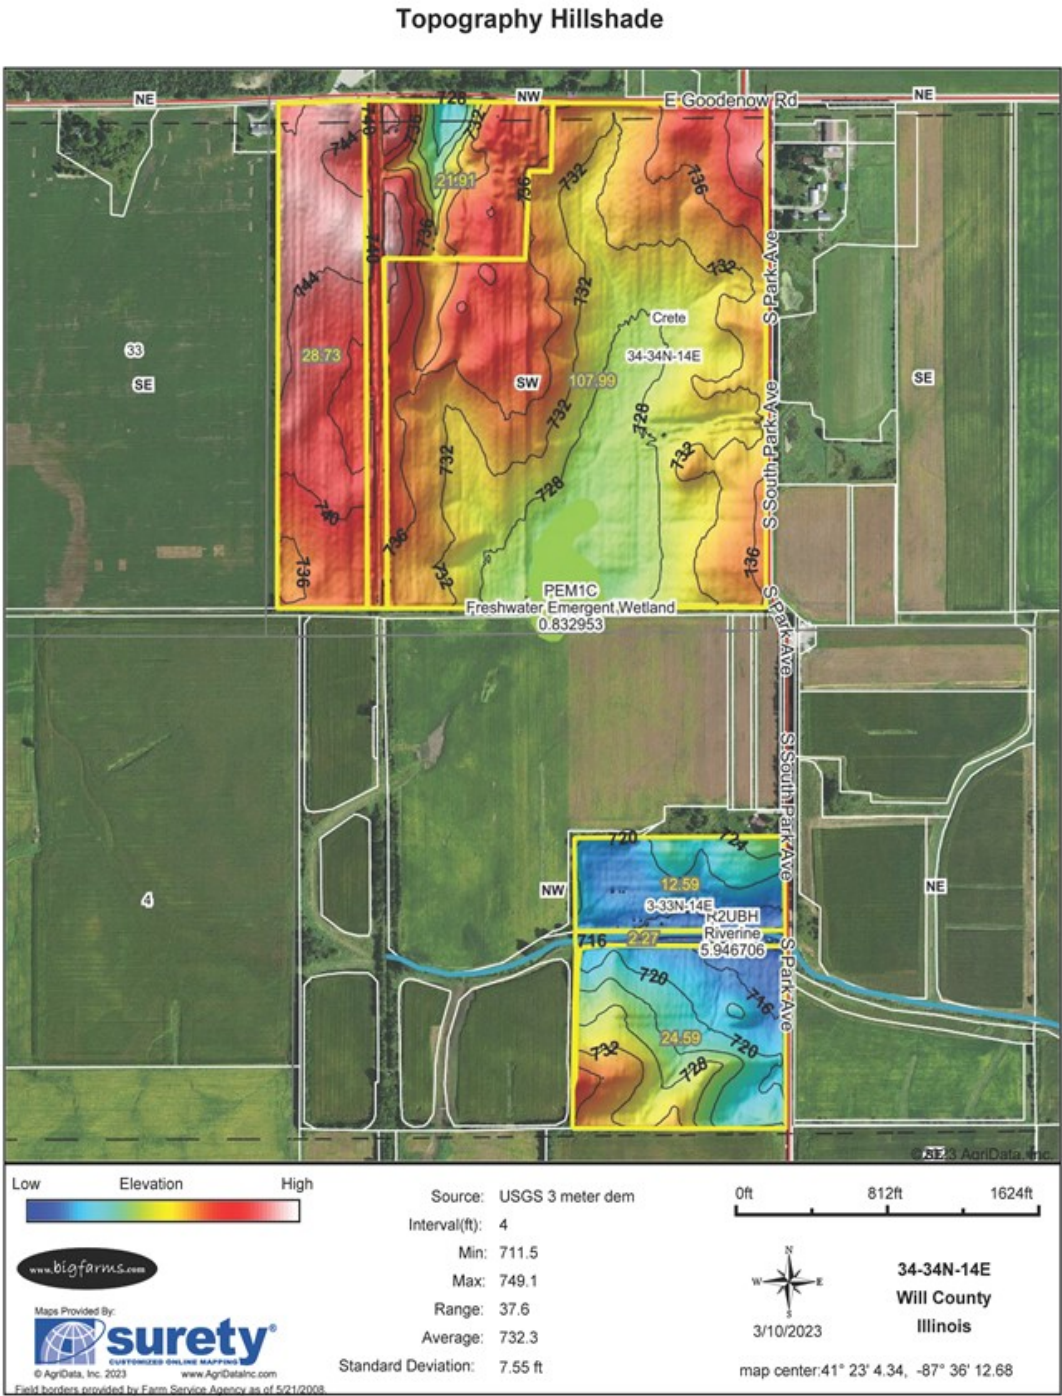 Topography Hillshade
NE
728
NW
E Goodenow Rd
NE
744
740
736
732
21.91
736
736
732
736
740
744
732
732
S Park Ave
Crete
33
28.73
34-34N-14E
SE
SW
107.99
SE
728
732
732
732
S South Park Ave
728
740
736
732
736
736
PEM1C
Freshwater Emergent Wetland
0.832953
S Park Ave
S South Park Ave
720
724
NW
12.59
NE
4
3-33N-14E
R2UBH
716
2.27
Riverine
5.946706
S Park Ave
720
716
24.59
720
732
728
©2023 AgriData, Inc.
Low Elevation High
Source: USGS 3 meter dem
Interval(ft): 4
Min: 711.5
Max: 749.1
Range: 37.6
Average: 732.3
Standard Deviation: 7.55 ft
0ft 812ft 1624ft
N
W E
S
3/10/2023
34-34N-14E
Will County
Illinois
map center:41° 23' 4.34, -87° 36' 12.68
www.bigfarms.com
Maps Provided By:
surety®
CUSTOMIZED ONLINE MAPPING
© AgriData, Inc. 2023 www.AgriDataInc.com
Field borders provided by Farm Service Agency as of 5/21/2008.